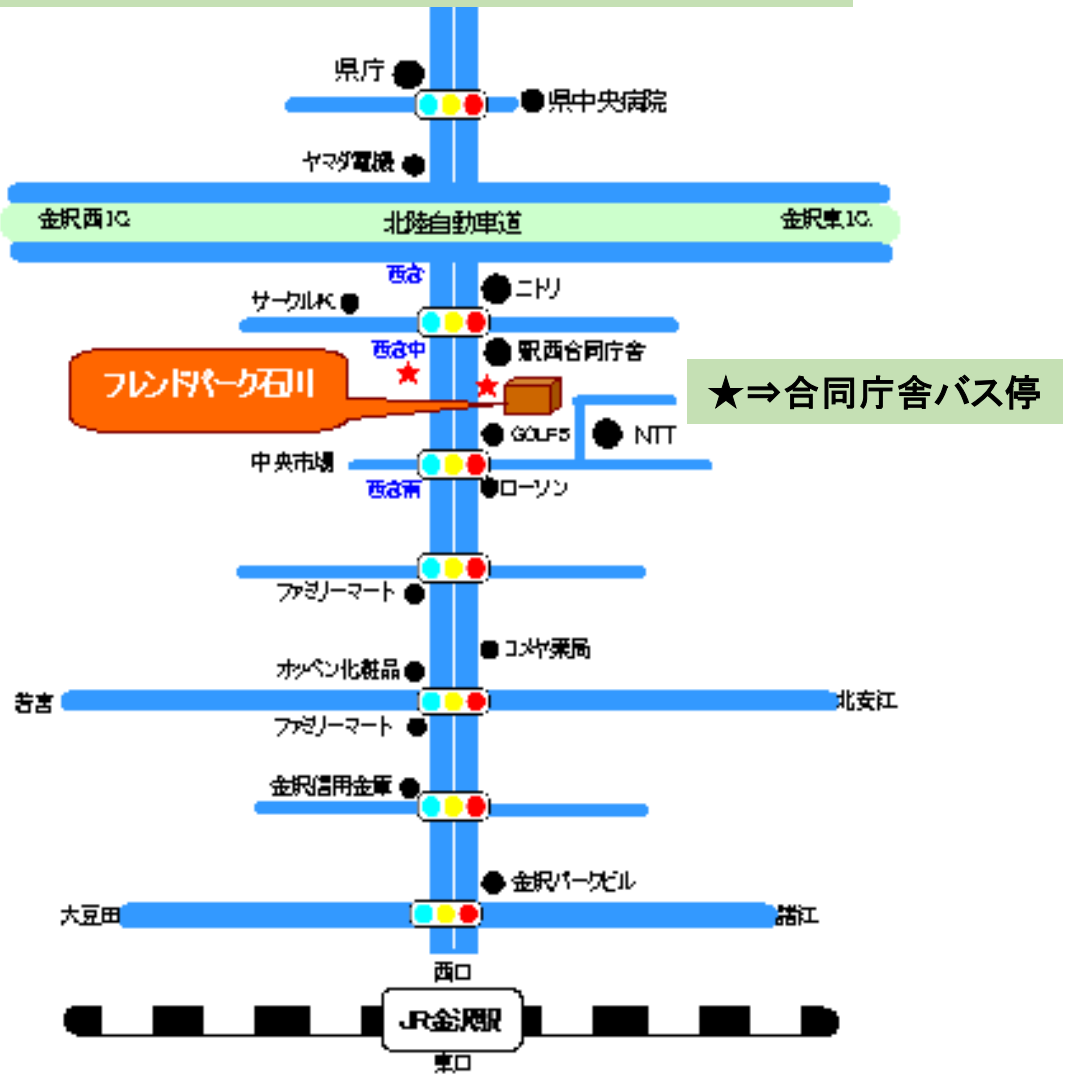 県庁
県中央病院
ヤマダ電機
金沢西IC
北陸自動車道
金沢東IC.
西念
ニトリ
サークルK
西念中
駅西合同庁舎
フレンドパーク石川
★⇒合同庁舎バス停
GOLF5
NTT
中央市場
西念南
ローソン
ファミリーマート
コメヤ薬局
オッペン化粧品
若宮
北安江
ファミリーマート
金沢信用金庫
金沢パークビル
大豆田
諸江
西口
JR金沢駅
東口